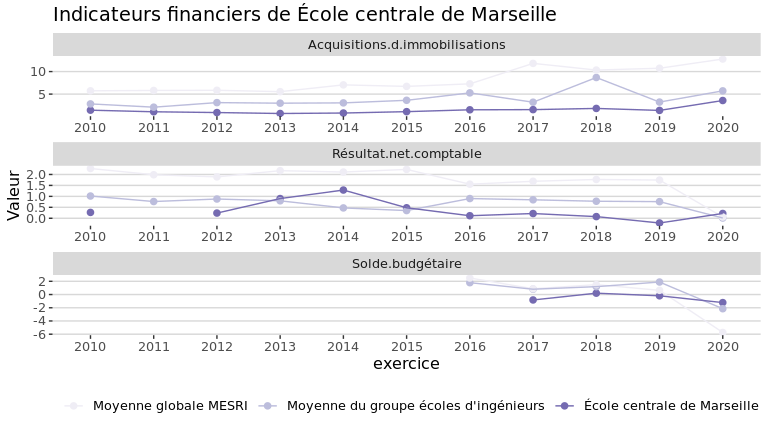 Indicateurs financiers de École centrale de Marseille
Acquisitions.d.immobilisations
10
5
2010 2011 2012 2013 2014 2015 2016 2017 2018 2019 2020
Résultat.net.comptable
2.0
1.5
1.0
0.5
0.0
2010 2011 2012 2013 2014 2015 2016 2017 2018 2019 2020
Valeur
Solde.budgétaire
2
0
-2
-4
-6
2010 2011 2012 2013 2014 2015 2016 2017 2018 2019 2020
exercice
Moyenne globale MESRI Moyenne du groupe écoles d'ingénieurs École centrale de Marseille